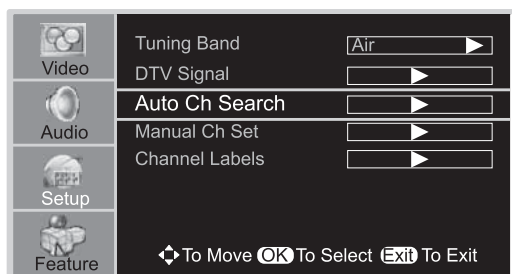 Video
Audio
Setup
Feature
Tuning Band Air
DTV Signal
Auto Ch Search
Manual Ch Set
Channel Labels
To Move OK To Select Exit To Exit